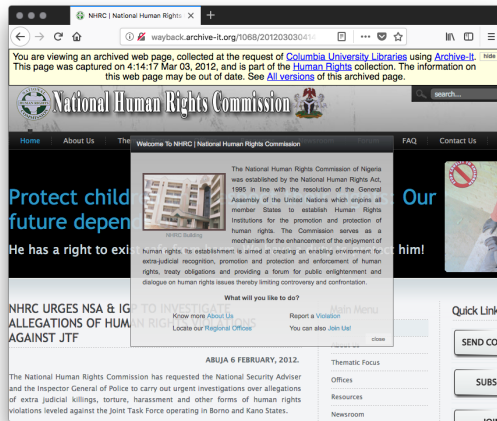 NHRC | National Human Rights
wayback.archive-it.org/1068/20120303041
You are viewing an archived web page, collected at the request of Columbia University Libraries using Archive-It.
hide
This page was captured on 4:14:17 Mar 03, 2012, and is part of the Human Rights collection. The information on
this web page may be out of date. See All versions of this archived page.
National Human Rights Commission
search...
Home
About Us
The
FAQ
Contact Us
Welcome To NHRC | National Human Rights Commission
The National Human Rights Commission of Nigeria
was established by the National Human Rights Act,
1995 in line with the resolution of the General
Assembly of the United Nations which enjoins all
member States to establish Human Rights
Institutions for the promotion and protection of
human rights. The Commission serves as a
mechanism for the enhancement of the enjoyment of
NHRC Building
human rights. Its establishment is aimed at creating an enabling environment for
extra-judicial recognition, promotion and protection and enforcement of human
rights, treaty obligations and providing a forum for public enlightenment and
dialogue on human rights issues thereby limiting controversy and confrontation.
What will you like to do?
Know more About Us
Report a Violation
Locate our Regional Offices
You can also Join Us!
close
Protect child
Our
future depen
He has a right to exis
ct him!
NHRC URGES NSA & IGP TO INVESTIGATE
ALLEGATIONS OF HUMAN RIGHTS VIOLATIONS
AGAINST JTF
ABUJA 6 FEBRUARY, 2012.
The National Human Rights Commission has requested the National Security Adviser
and the Inspector General of Police to carry out urgent investigations over allegations
of extra judicial killings, torture, harassment and other forms of human rights
violations leveled against the Joint Task Force operating in Borno and Kano States.
Main Menu
About Us
Thematic Focus
Offices
Resources
Newsroom
Quick Link
SEND CO
SUBS
JOI